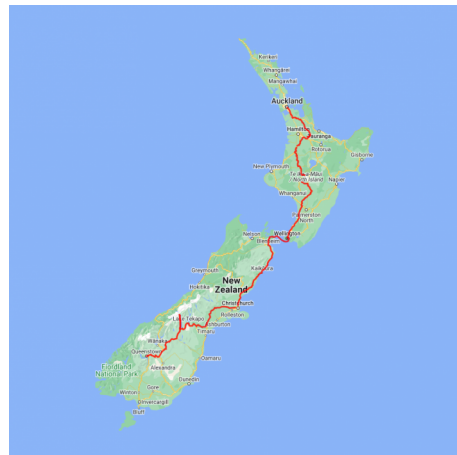 Kerikeri
Whangarei
Mangawhai
Auckland
Hamilton
Tauranga
Rotorua
Gisborne
New Plymouth
Te Ika-a-Māui
/ North Island
Napier
Whanganui
Palmerston
North
Nelson
Wellington
Blenheim
Greymouth
Kaikōura
Hokitika
New
Zealand
Christchurch
Rolleston
Lake Tekapo
Ashburton
Timaru
Wanaka
Queenstown
Oamaru
Fiordland
National Park
Alexandra
Gore
Dunedin
Winton
Invercargill
Bluff